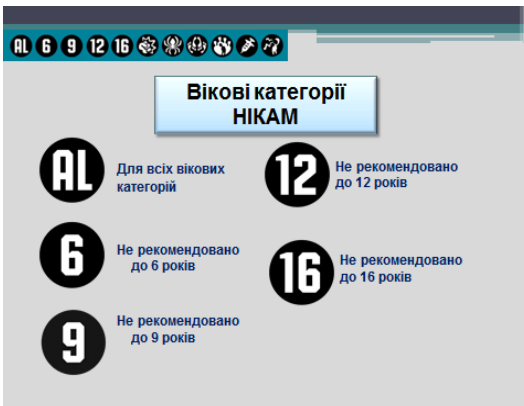 AL 6 9 12 16
Вікові категорії
НІКАМ
AL
Для всіх вікових
категорій
6
Не рекомендовано
до 6 років
9
Не рекомендовано
до 9 років
12
Не рекомендовано
до 12 років
16
Не рекомендовано
до 16 років